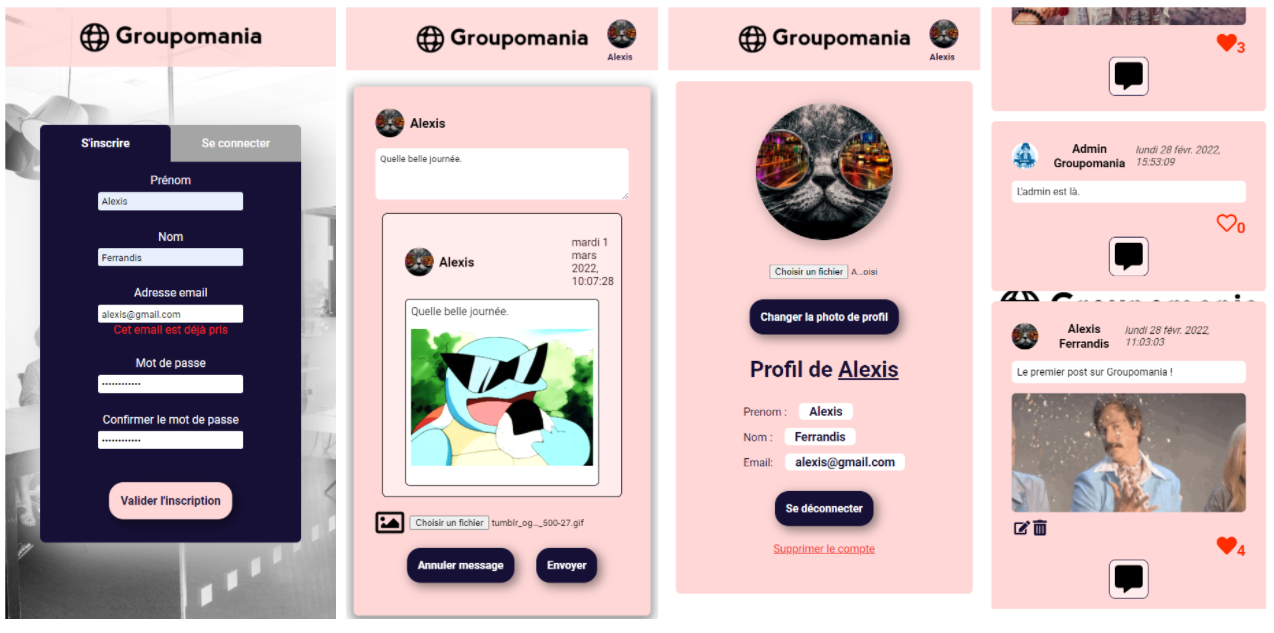 Groupomania
S'inscrire
Se connecter
Prénom
Alexis
Nom
Ferrandis
Adresse email
alexis@gmail.com
Cet email est déjà pris
Mot de passe
Confirmer le mot de passe
Valider l'inscription
Groupomania
Alexis
Alexis
Quelle belle journée.
Alexis
mardi 1
mars
2022,
10:07:28
Quelle belle journée.
Choisir un fichier tumblr_og..._500-27.gif
Annuler message
Envoyer
Groupomania
Alexis
Choisir un fichier A...oisi
Changer la photo de profil
Profil de Alexis
Prenom : Alexis
Nom : Ferrandis
Email: alexis@gmail.com
Se déconnecter
Supprimer le compte
3
Admin
Groupomania
lundi 28 févr. 2022,
15:53:09
L'admin est là.
0
Alexis
Ferrandis
lundi 28 févr. 2022,
11:03:03
Le premier post sur Groupomania !
4